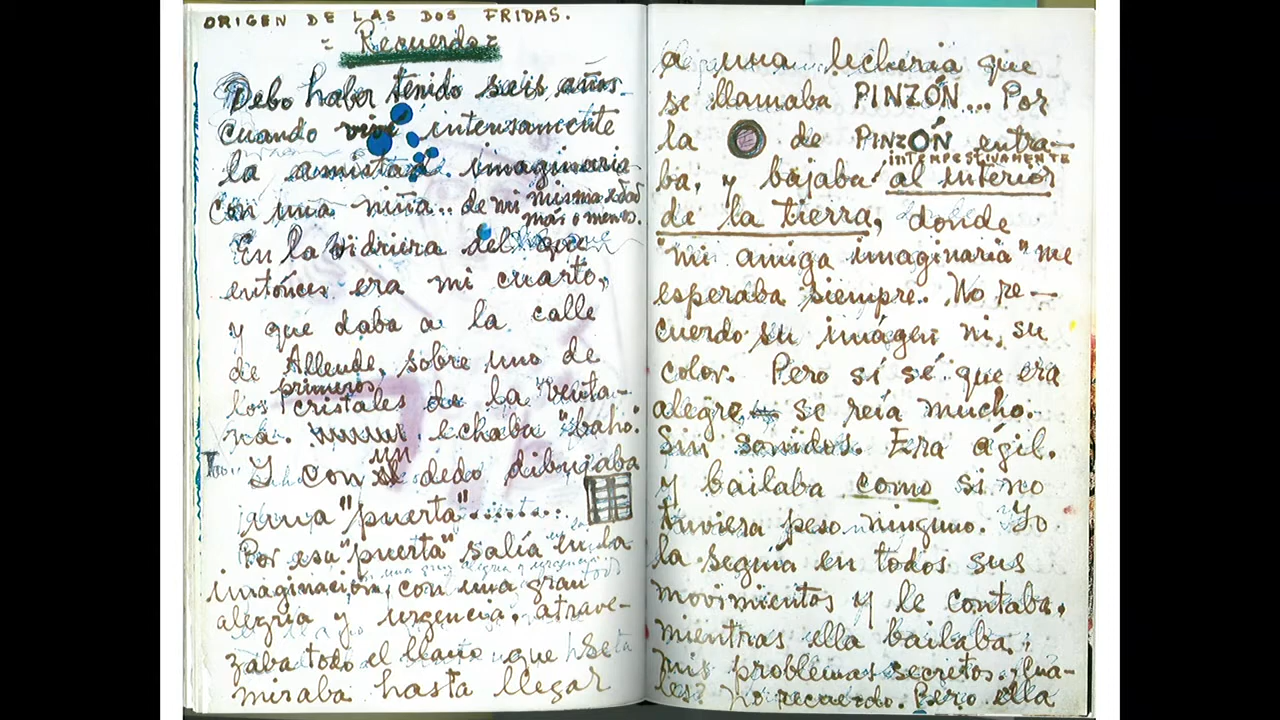 ORIGEN DE LAS DOS FRIDAS.
= Recuerdo =
Debo haber tenido seis años
cuando viví intensamente
la amistad imaginaria
con una niña.. de mi misma edad
más o menos.
En la vidriera del que
entónces era mi cuarto,
y que daba a la calle
de Allende, sobre uno de
los primeros cristales de la venta-
na. echaba "baho".
Y con un dedo dibujaba
una "puerta"..........
Por esa "puerta" salía en la
imaginación, con una gran
alegría y urgencia. atrave-
zaba todo el llano que se
miraba hasta llegar
a una lecheria que
se llamaba PINZÓN.... Por
la de PINZÓN entra-
ba, y bajaba INTEMPESTIVAMENTE al interior
de la tierra, donde
"mi amiga imaginaria" me
esperaba siempre. No re-
cuerdo su imágen ni su
color. Pero sí sé que era
alegre se reía mucho.
Sin sonidos. Era ágil.
y bailaba como si no
tuviera peso ninguno. Yo
la seguía en todos sus
movimientos y le contaba,
mientras ella bailaba,
mis problemas secretos. Cua-
les? No recuerdo. Pero ella